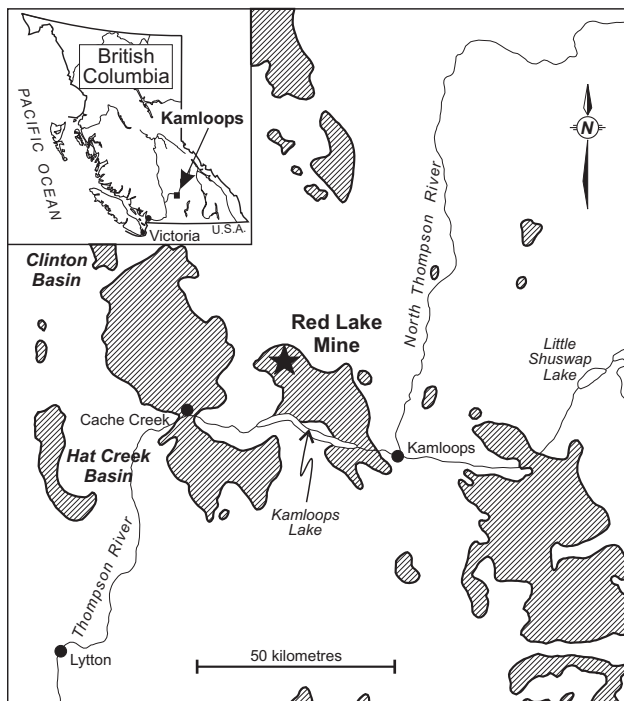 British
Columbia
Kamloops
PACIFIC OCEAN
Victoria
U.S.A.
N
Clinton
Basin
North Thompson River
Red Lake
Mine
Little
Shuswap
Lake
Cache Creek
Kamloops
Hat Creek
Basin
Kamloops
Lake
Thompson River
Lytton
50 kilometres